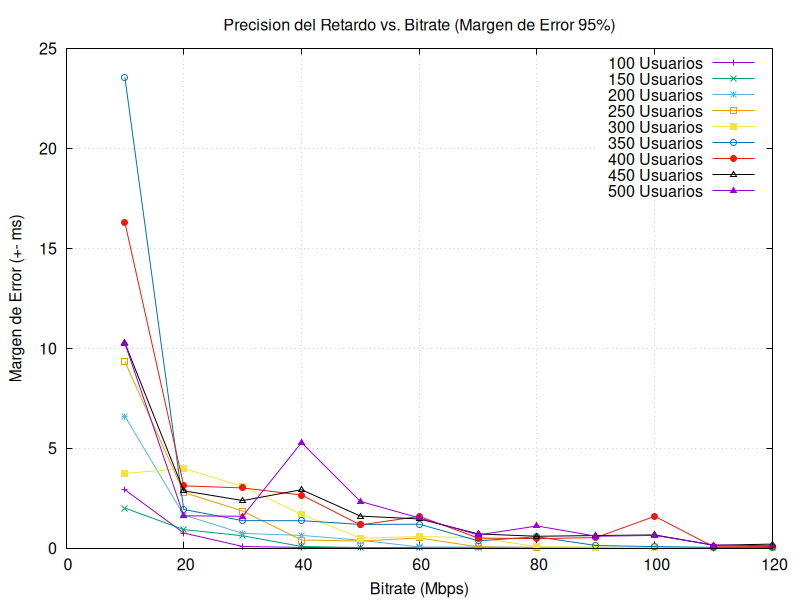 Precision del Retardo vs. Bitrate (Margen de Error 95%)
25
20
15
10
5
0
Margen de Error (+- ms)
100 Usuarios
150 Usuarios
200 Usuarios
250 Usuarios
300 Usuarios
350 Usuarios
400 Usuarios
450 Usuarios
500 Usuarios
0 20 40 60 80 100 120
Bitrate (Mbps)